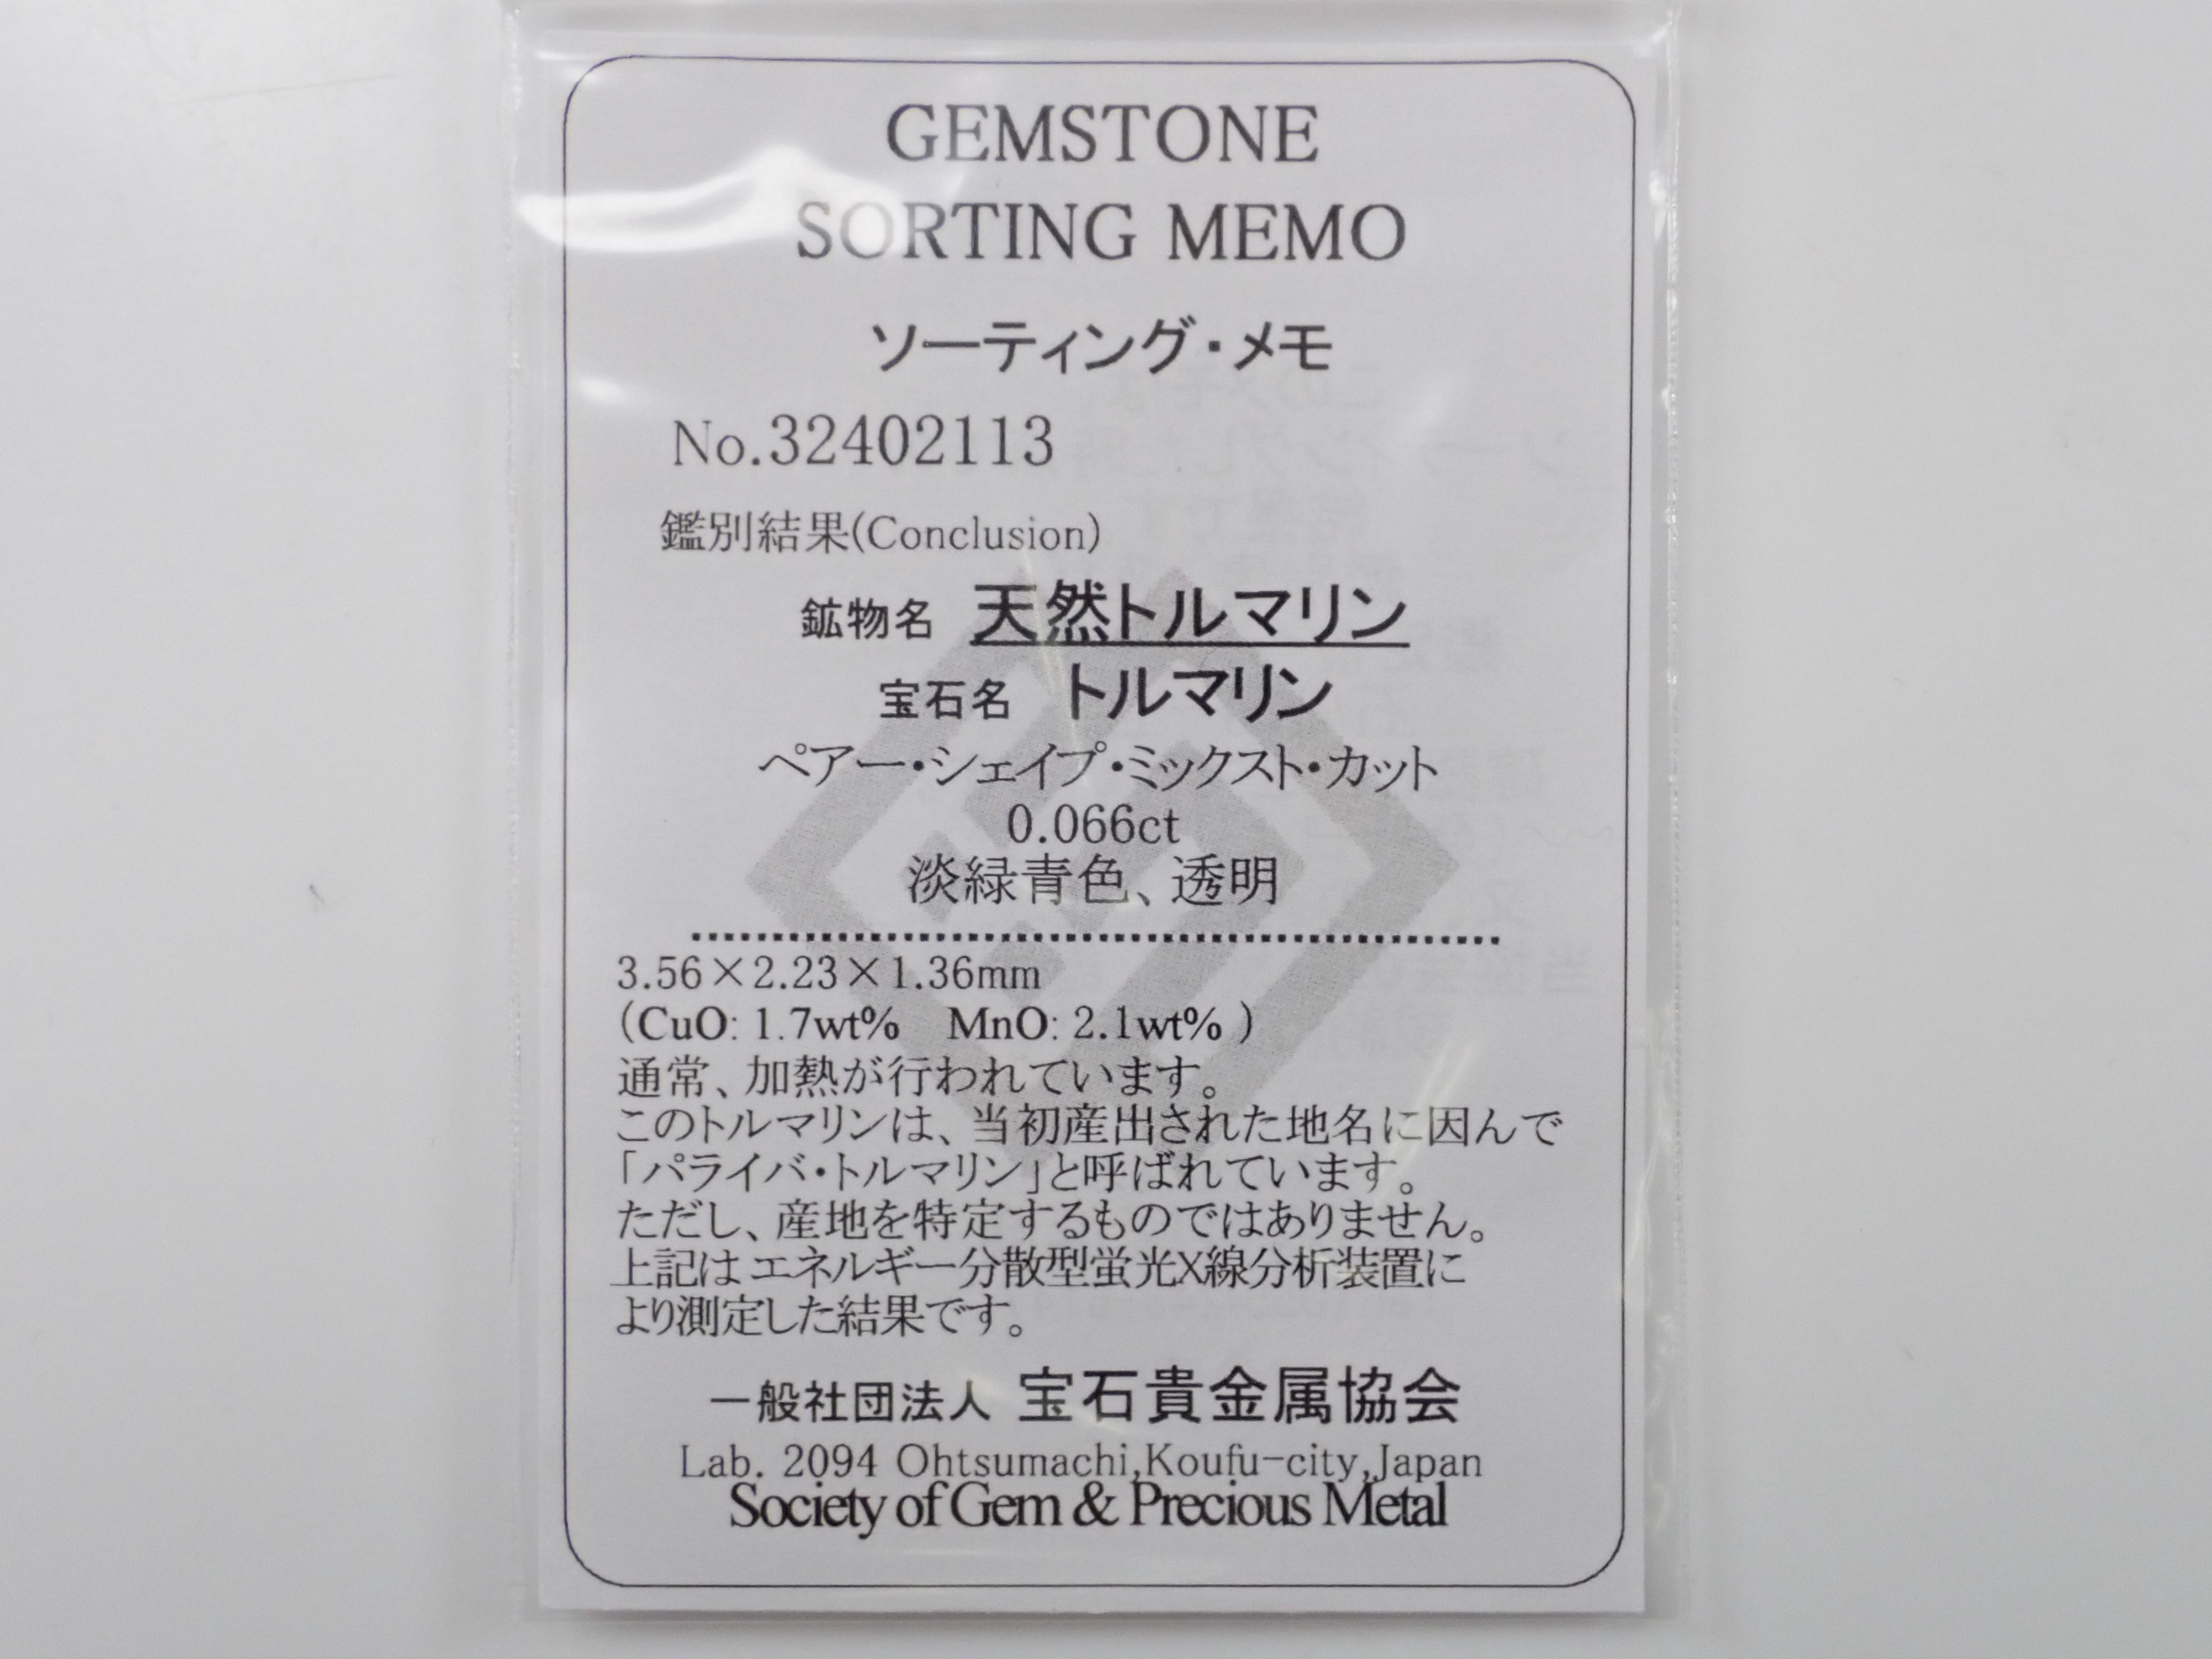 GEMSTONE
SORTING MEMO
ソーティング・メモ
No.32402113
鑑別結果(Conclusion)
鉱物名 天然トルマリン
宝石名 トルマリン
ペアー・シェイプ・ミックスト・カット
0.066ct
淡緑青色、透明
3.56×2.23×1.36mm
(CuO: 1.7wt% MnO: 2.1wt% )
通常、加熱が行われています。
このトルマリンは、当初産出された地名に因んで
「パライバ・トルマリン」と呼ばれています。
ただし、産地を特定するものではありません。
上記はエネルギー分散型蛍光X線分析装置に
より測定した結果です。
一般社団法人 宝石貴金属協会
Lab. 2094 Ohtsumachi,Koufu-city,Japan
Society of Gem & Precious Metal